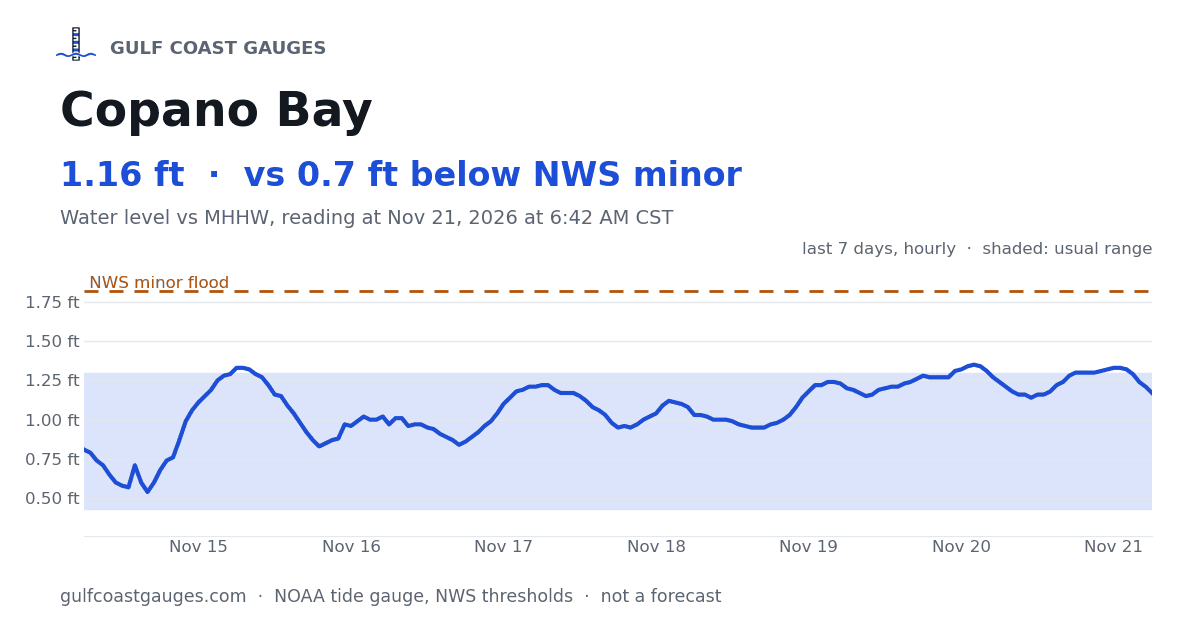 GULF COAST GAUGES
Copano Bay
1.16 ft · vs 0.7 ft below NWS minor
Water level vs MHHW, reading at Nov 21, 2026 at 6:42 AM CST
last 7 days, hourly · shaded: usual range
NWS minor flood
1.75 ft
1.50 ft
1.25 ft
1.00 ft
0.75 ft
0.50 ft
Nov 15 Nov 16 Nov 17 Nov 18 Nov 19 Nov 20 Nov 21
gulfcoastgauges.com · NOAA tide gauge, NWS thresholds · not a forecast